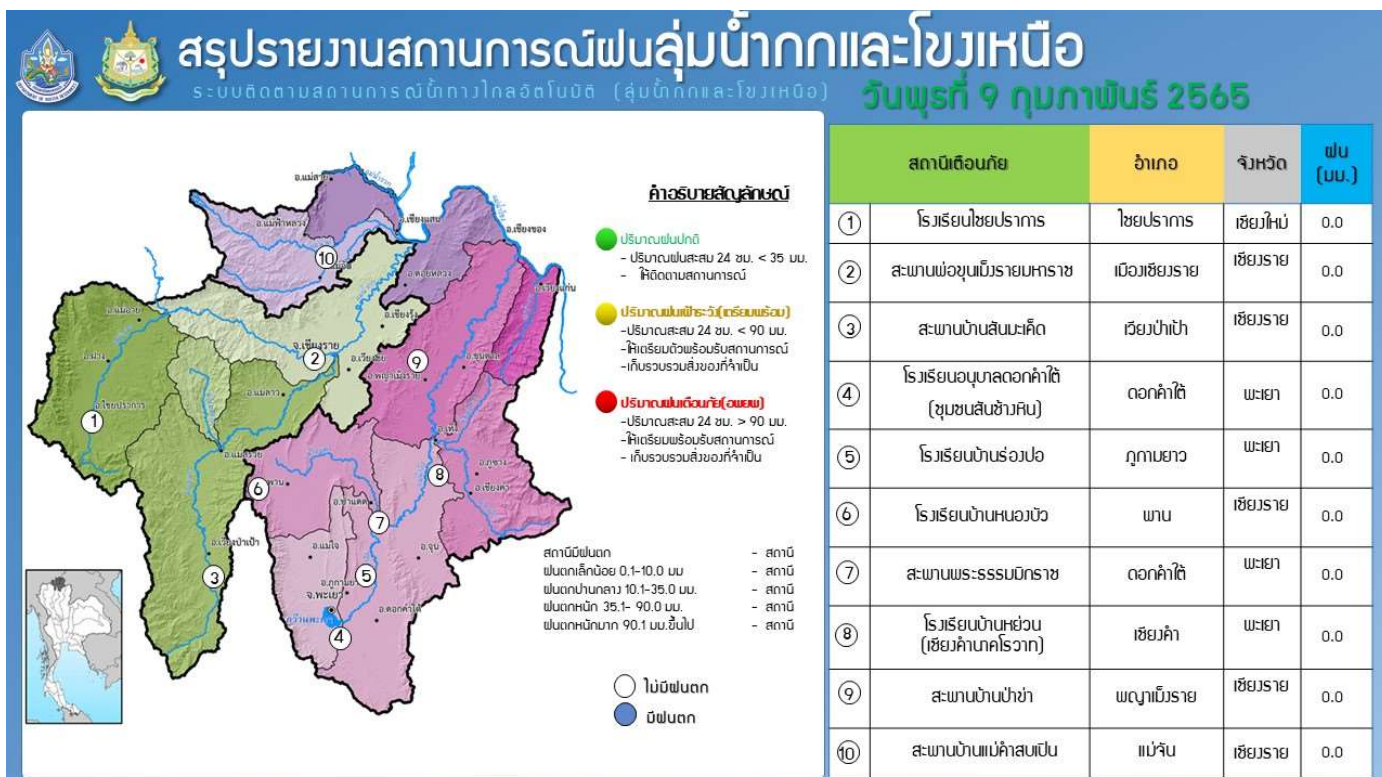 สรุปรายงานสถานการณ์ฝนลุ่มน้ำกกและโขงเหนือ
ระบบติดตามสถานการณ์น้ำทางไกลอัตโนมัติ (ลุ่มน้ำกกและโขงเหนือ)
วันพุธที่ 9 กุมภาพันธ์ 2565
คำอธิบายสัญลักษณ์
ปริมาณฝนปกติ
- ปริมาณฝนสะสม 24 ชม. < 35 มม.
- ให้ติดตามสถานการณ์
ปริมาณฝนเฝ้าระวัง(เตรียมพร้อม)
-ปริมาณสะสม 24 ชม. < 90 มม.
-ให้เตรียมตัวพร้อมรับสถานการณ์
-เก็บรวบรวมสิ่งของที่จำเป็น
ปริมาณฝนเตือนภัย(อพยพ)
-ปริมาณสะสม 24 ชม. > 90 มม.
-ให้เตรียมพร้อมรับสถานการณ์
- เก็บรวบรวมสิ่งของที่จำเป็น
สถานีมีฝนตก - สถานี
ฝนตกเล็กน้อย 0.1-10.0 มม - สถานี
ฝนตกปานกลาง 10.1-35.0 มม. - สถานี
ฝนตกหนัก 35.1- 90.0 มม. - สถานี
ฝนตกหนักมาก 90.1 มม.ขึ้นไป - สถานี
ไม่มีฝนตก
มีฝนตก
อ.แม่สาย
อ.แม่ฟ้าหลวง
อ.เชียงแสน
อ.เชียงของ
10
อ.ดอยหลวง
อ.เวียงแก่น
อ.แม่อาย
อ.เชียงรุ้ง
จ.เชียงราย
2
อ.ฝาง
9
อ.พญาเม็งราย
อ.แม่ลาว
อ.ไชยปราการ
1
อ.แม่สรวย
อ.เทิง
อ.ภูซาง
8
อ.เชียงคำ
6
อ.ป่าแดด
7
อ.เวียงป่าเป้า
อ.แม่ใจ
อ.จุน
3
5
จ.พะเยา
อ.ดอกคำใต้
กว๊านพะเยา
4
สถานีเตือนภัย อำเภอ จังหวัด ฝน (มม.)
1 โรงเรียนไชยปราการ ไชยปราการ เชียงใหม่ 0.0
2 สะพานพ่อขุนเม็งรายมหาราช เมืองเชียงราย เชียงราย 0.0
3 สะพานบ้านสันมะเค็ด เวียงป่าเป้า เชียงราย 0.0
4 โรงเรียนอนุบาลดอกคำใต้ (ชุมชนสันช้างหิน) ดอกคำใต้ พะเยา 0.0
5 โรงเรียนบ้านร่องปอ ภูกามยาว พะเยา 0.0
6 โรงเรียนบ้านหนองบัว พาน เชียงราย 0.0
7 สะพานพระธรรมมิกราช ดอกคำใต้ พะเยา 0.0
8 โรงเรียนบ้านหย่วน (เชียงคำนาคโรวาท) เชียงคำ พะเยา 0.0
9 สะพานบ้านป่าข่า พญาเม็งราย เชียงราย 0.0
10 สะพานบ้านแม่คำสบเปิน แม่จัน เชียงราย 0.0